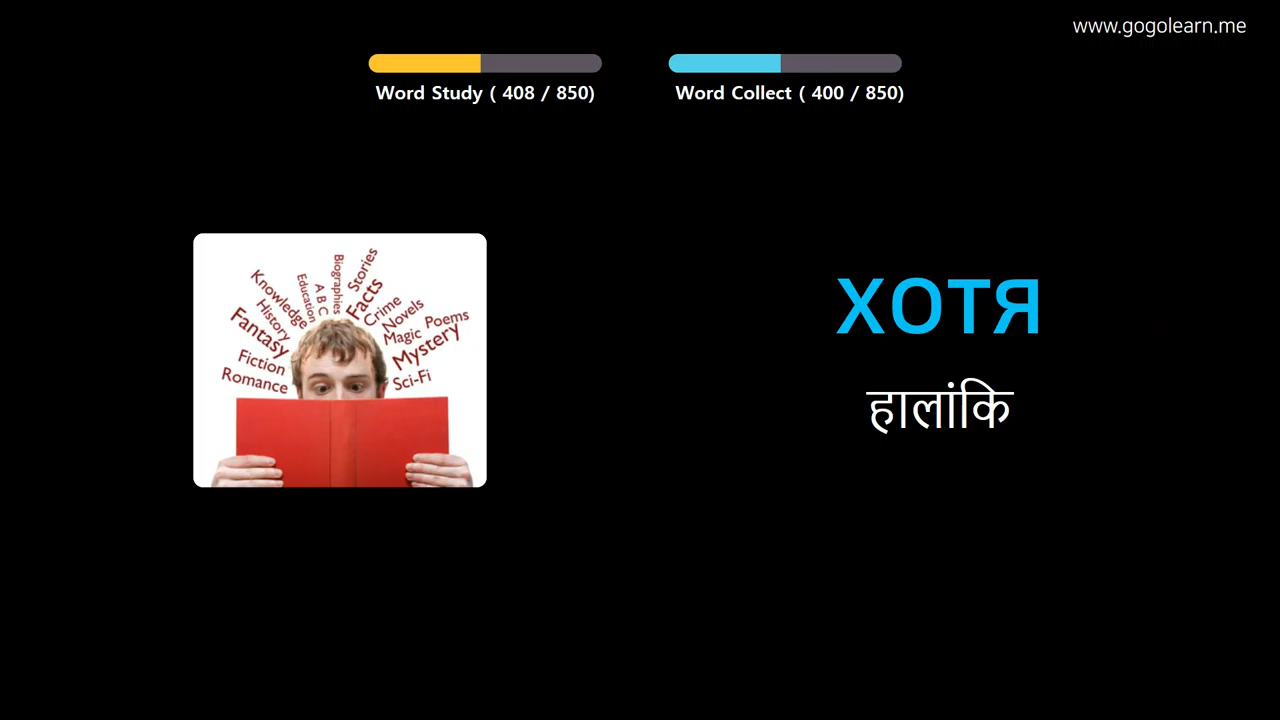 www.gogolearn.me
Word Study ( 408 / 850)
Word Collect ( 400 / 850)
Stories
Biographies
Facts
A B C
Education
Knowledge
Crime
History
Novels
Fantasy
Poems
Magic
Mystery
Fiction
Romance
Sci-Fi
хотя
हालांकि